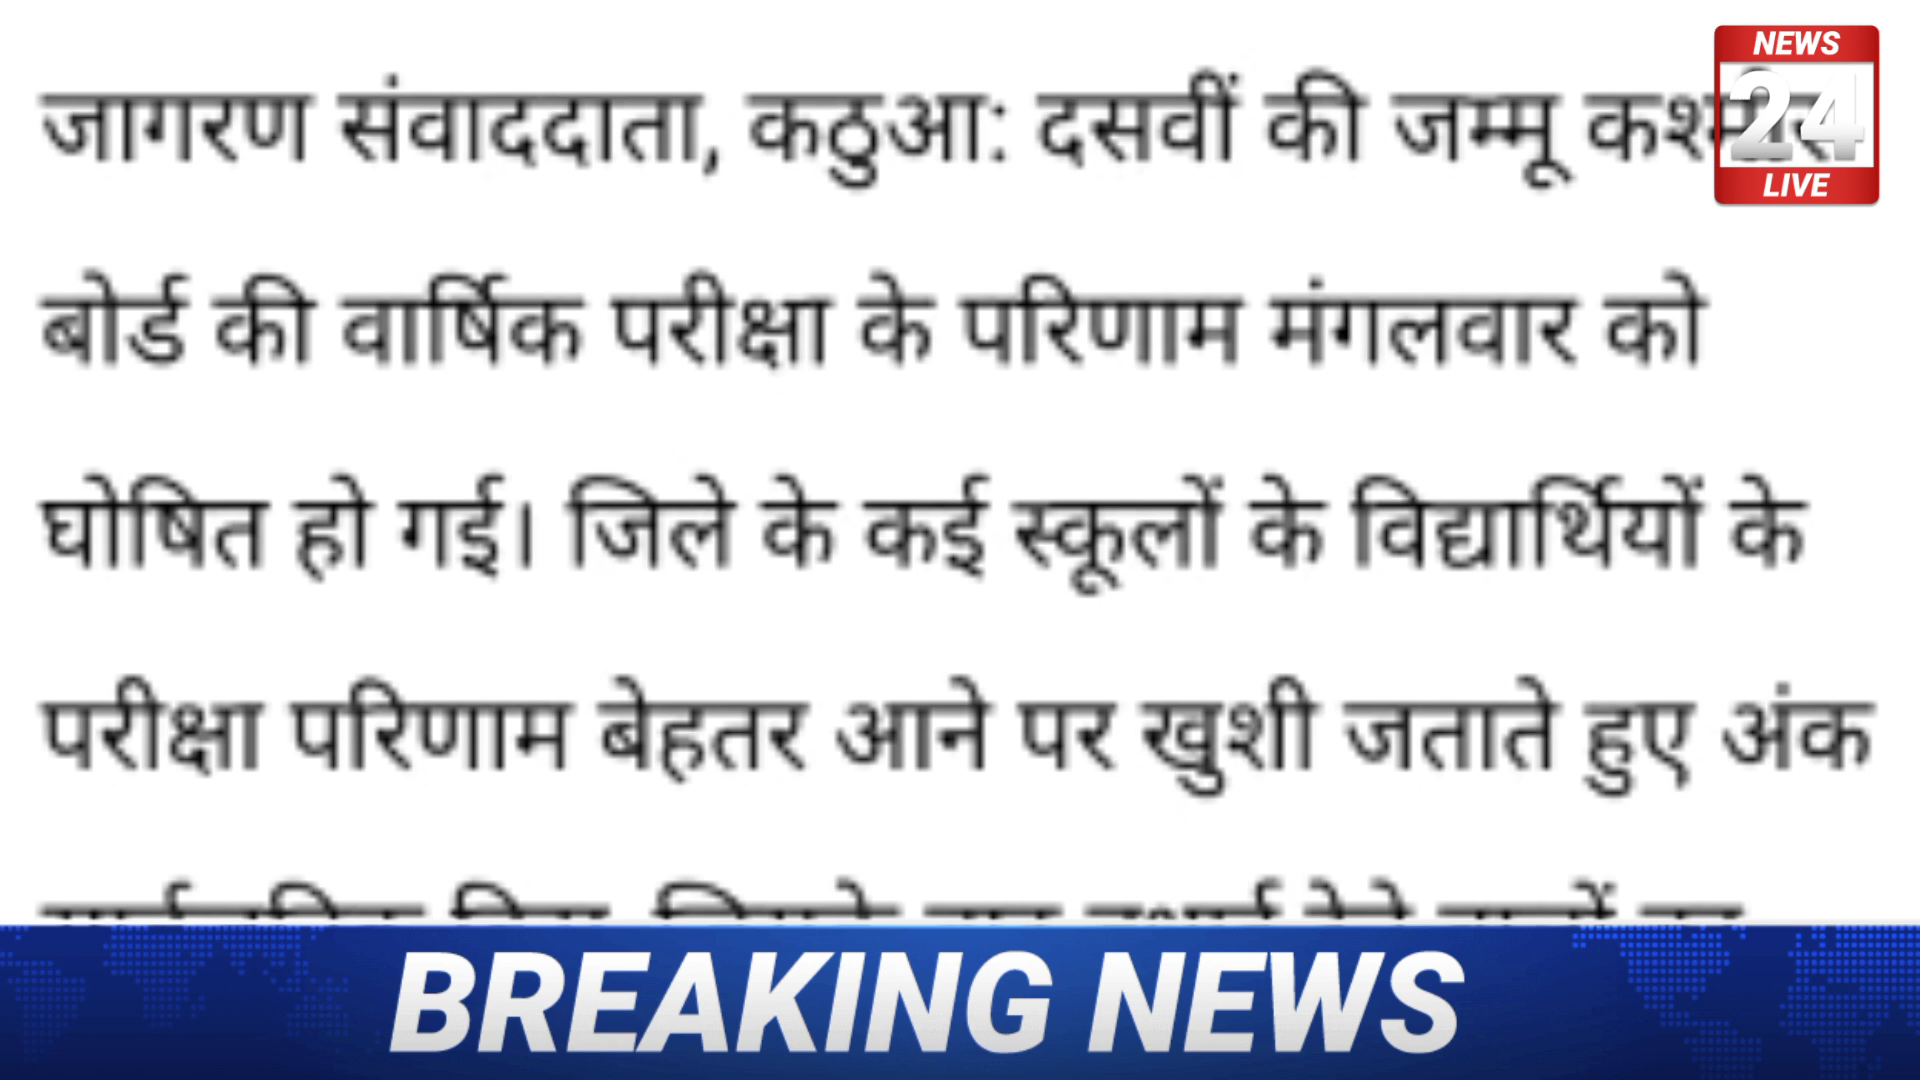 NEWS
24
LIVE
जागरण संवाददाता, कठुआ: दसवीं की जम्मू
बोर्ड की वार्षिक परीक्षा के परिणाम मंगलवार को
घोषित हो गई। जिले के कई स्कूलों के विद्यार्थियों के
परीक्षा परिणाम बेहतर आने पर खुशी जताते हुए अंक
BREAKING NEWS